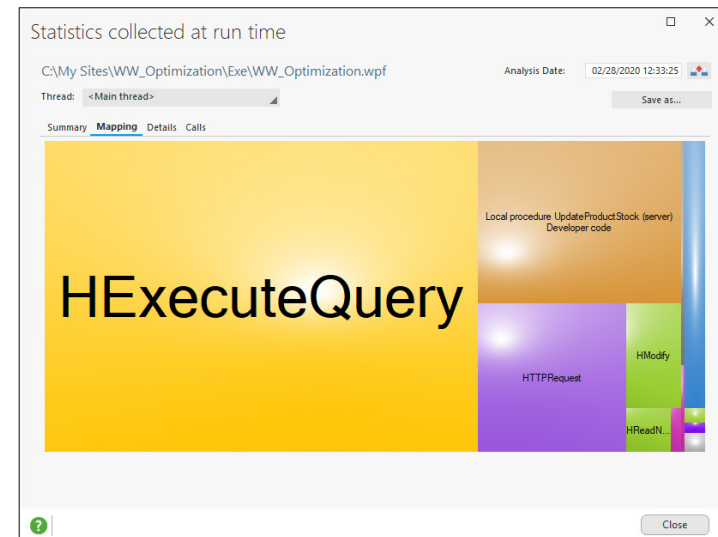 Statistics collected at run time
C:\My Sites\WW_Optimization\Exe\WW_Optimization.wpf
Analysis Date: 02/28/2020 12:33:25
Thread: <Main thread>
Save as...
Summary Mapping Details Calls
HExecuteQuery
Local procedure UpdateProductStock (server)
Developer code
HTTPRequest
HModify
HReadN...
?
Close